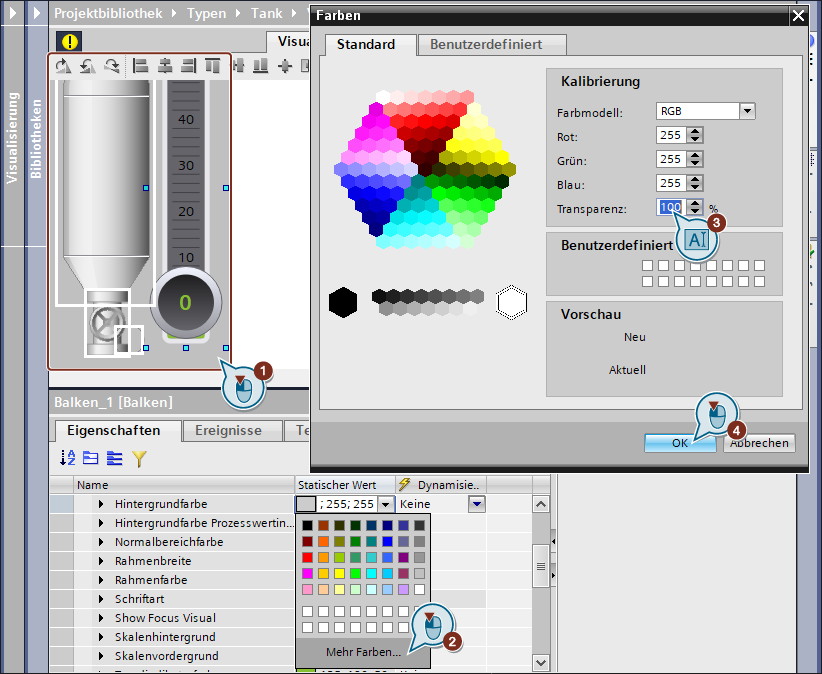 Projektbibliothek
Typen
Tank
Visualisierung
Bibliotheken
Visu
40
30
20
10
0
1
Farben
Standard
Benutzerdefiniert
Kalibrierung
Farbmodell: RGB
Rot: 255
Grün: 255
Blau: 255
Transparenz: 100 %
3
Benutzerdefiniert
Vorschau
Neu
Aktuell
4
OK
Abbrechen
Balken_1 [Balken]
Eigenschaften
Ereignisse
Te
Name
Statischer Wert
Dynamisie..
Hintergrundfarbe
; 255; 255
Keine
Hintergrundfarbe Prozesswertin...
Normalbereichfarbe
Rahmenbreite
Rahmenfarbe
Schriftart
Show Focus Visual
Skalenhintergrund
Skalenvordergrund
Mehr Farben...
2